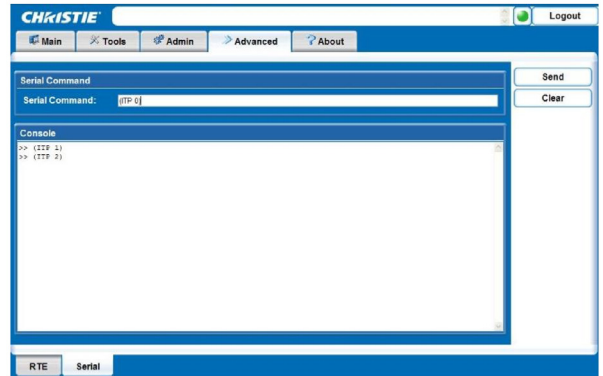 CHRISTIE
Logout
Main
Tools
Admin
Advanced
About
Serial Command
Send
Serial Command: (ITP 0)
Clear
Console
>> (ITP 1)
>> (ITP 2)
RTE
Serial